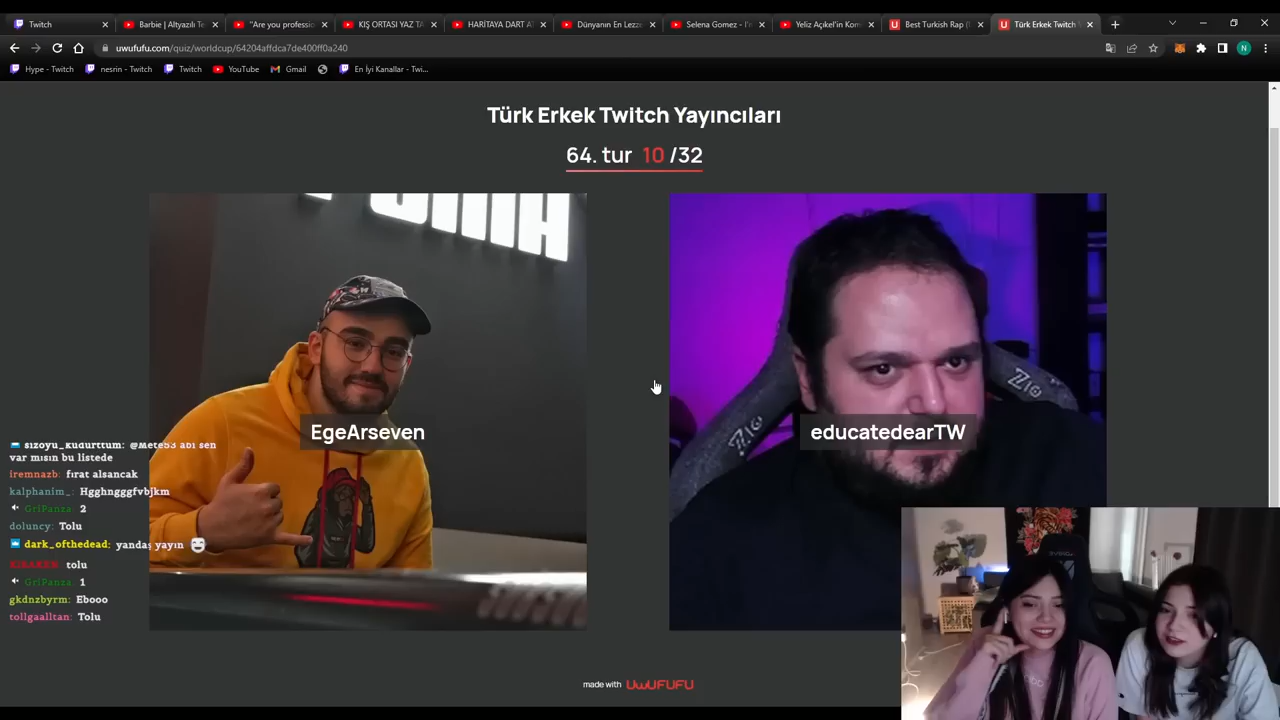 Twitch
Barbie | Altyazılı Te
"Are you professio
KIŞ ORTASI YAZ TA
HARİTAYA DART A
Dünyanın En Lezze
Selena Gomez - I'm
Yeliz Açıkel'in Kom
Best Turkish Rap (
Türk Erkek Twitch Y
uwufufu.com/quiz/worldcup/64204affdca7de400ff0a240
N
Hype - Twitch
nesrin - Twitch
Twitch
YouTube
Gmail
En İyi Kanallar - Twi...
Türk Erkek Twitch Yayıncıları
64. tur 10 /32
EgeArseven
educatedearTW
sizoyu_kudurttum: @Mete53 abi sen
var mısın bu listede
iremnazb: fırat alsancak
kalphanim_: Hgghngggfvbjkm
GriPanza: 2
doluncy: Tolu
dark_ofthedead: yandaş yayın
tolu
GriPanza: 1
gkdnzbyrm: Ebooo
tollgaalltan: Tolu
made with UWUFUFU